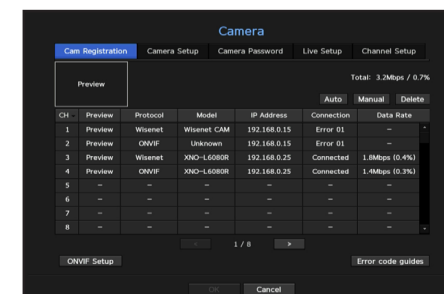 Camera
Cam Registration Camera Setup Camera Password Live Setup Channel Setup
Preview
Total: 3.2Mbps / 0.7%
Auto Manual Delete
CH Preview Protocol Model IP Address Connection Data Rate
1 Preview Wisenet Wisenet CAM 192.168.0.15 Error 01 –
2 Preview ONVIF Unknown 192.168.0.15 Error 01 –
3 Preview Wisenet XNO-L6080R 192.168.0.25 Connected 1.8Mbps (0.4%)
4 Preview ONVIF XNO-L6080R 192.168.0.25 Connected 1.4Mbps (0.3%)
5 – – – – – –
6 – – – – – –
7 – – – – – –
8 – – – – – –
< 1 / 8 >
ONVIF Setup Error code guides
OK Cancel